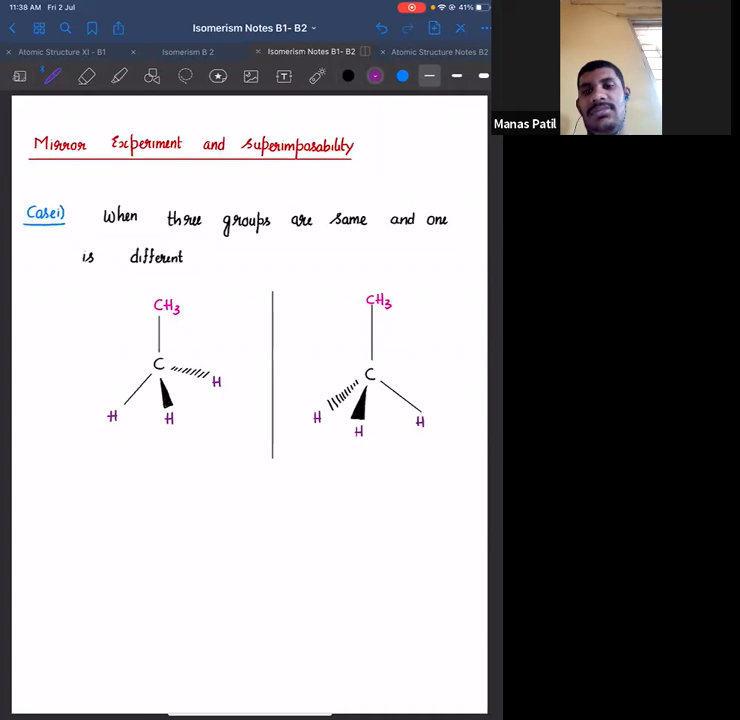 11:38 AM Fri 2 Jul
41%
Isomerism Notes B1- B2
Atomic Structure XI - B1
Isomerism B 2
Isomerism Notes B1- B2
Atomic Structure Notes B2
Manas Patil
Mirror Experiment and superimposability
Case i) When three groups are same and one
is different
CH3 CH3
C H C
H H H H H